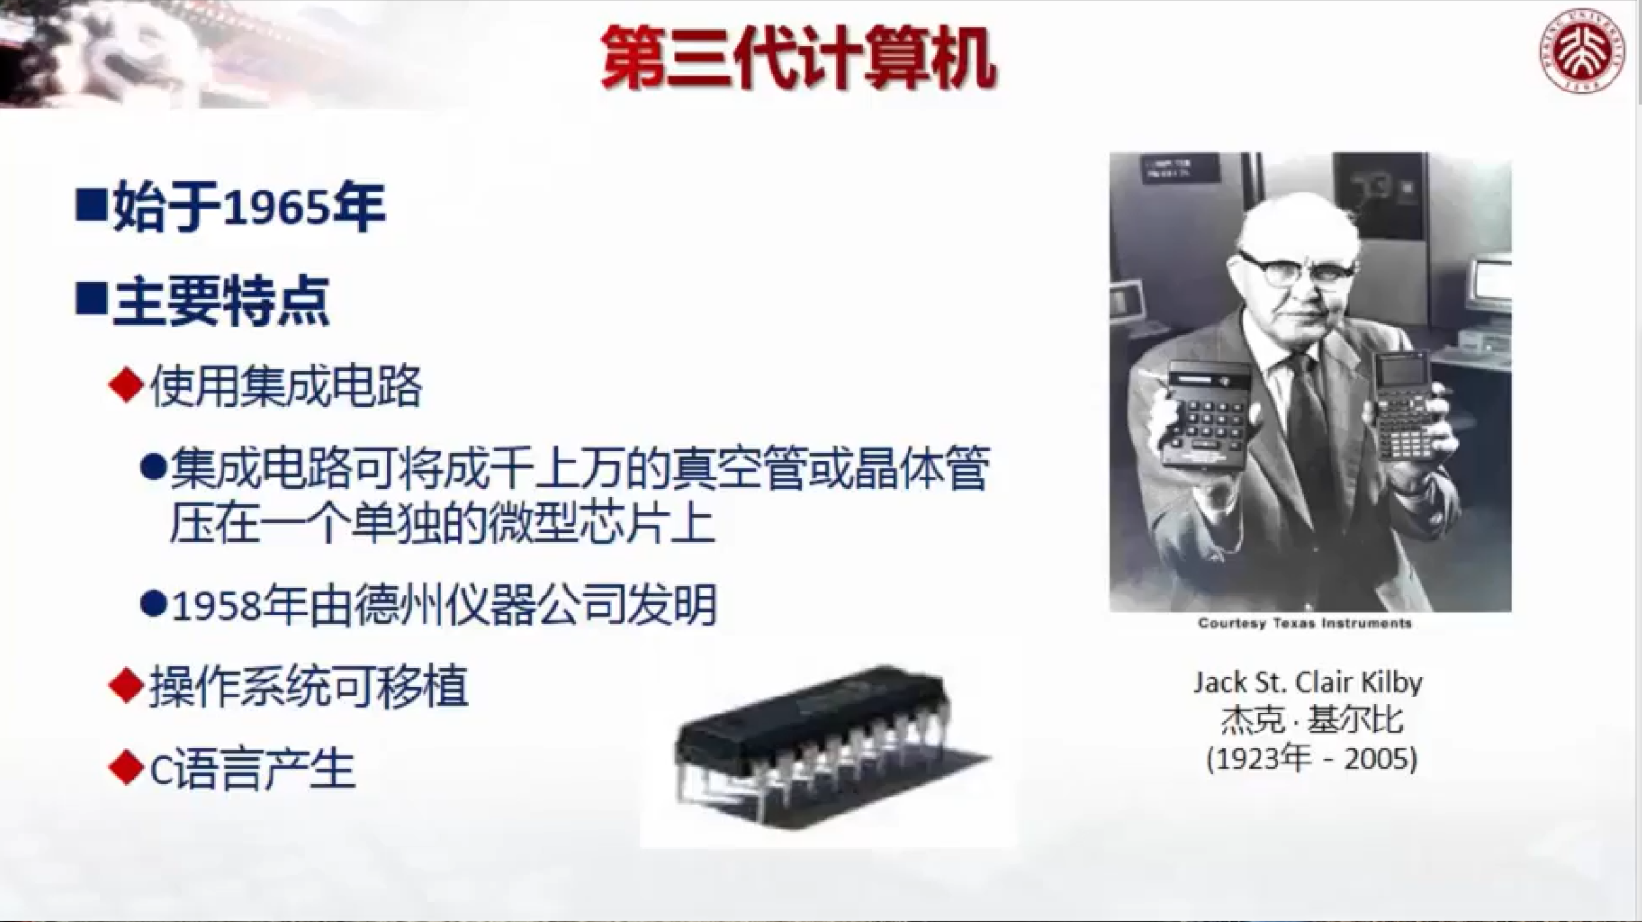 第三代计算机
■始于1965年
■主要特点
◆使用集成电路
●集成电路可将成千上万的真空管或晶体管
压在一个单独的微型芯片上
●1958年由德州仪器公司发明
◆操作系统可移植
◆C语言产生
Courtesy Texas Instruments
Jack St. Clair Kilby
杰克 · 基尔比
(1923年 - 2005)